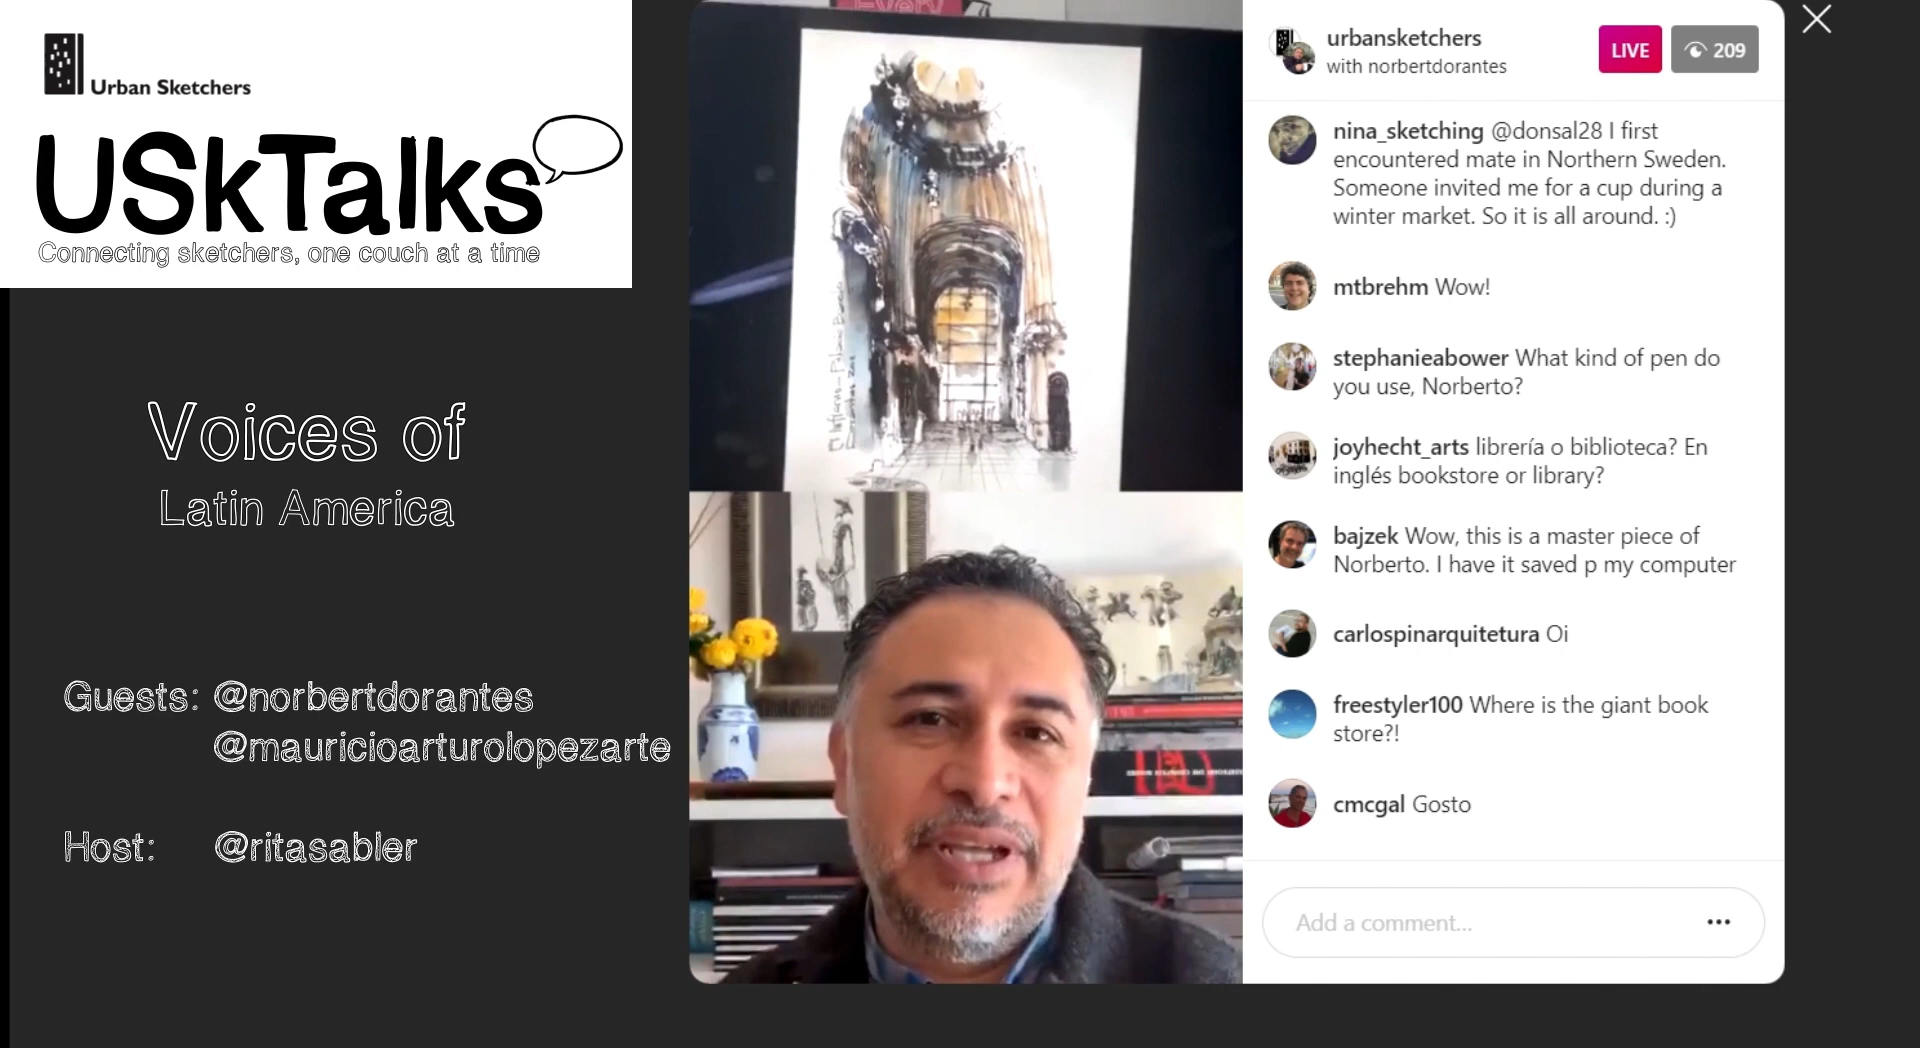 Urban Sketchers
USkTalks
Connecting sketchers, one couch at a time
Voices of
Latin America
Guests: @norbertdorantes
@mauricioarturolopezarte
Host: @ritasabler
Every
urbansketchers
with norbertdorantes
LIVE
209
nina_sketching @donsal28 I first
encountered mate in Northern Sweden.
Someone invited me for a cup during a
winter market. So it is all around. :)
mtbrehm Wow!
stephanieabower What kind of pen do
you use, Norberto?
joyhecht_arts librería o biblioteca? En
inglés bookstore or library?
bajzek Wow, this is a master piece of
Norberto. I have it saved p my computer
carlospinarquitetura Oi
freestyler100 Where is the giant book
store?!
cmcgal Gosto
Add a comment...